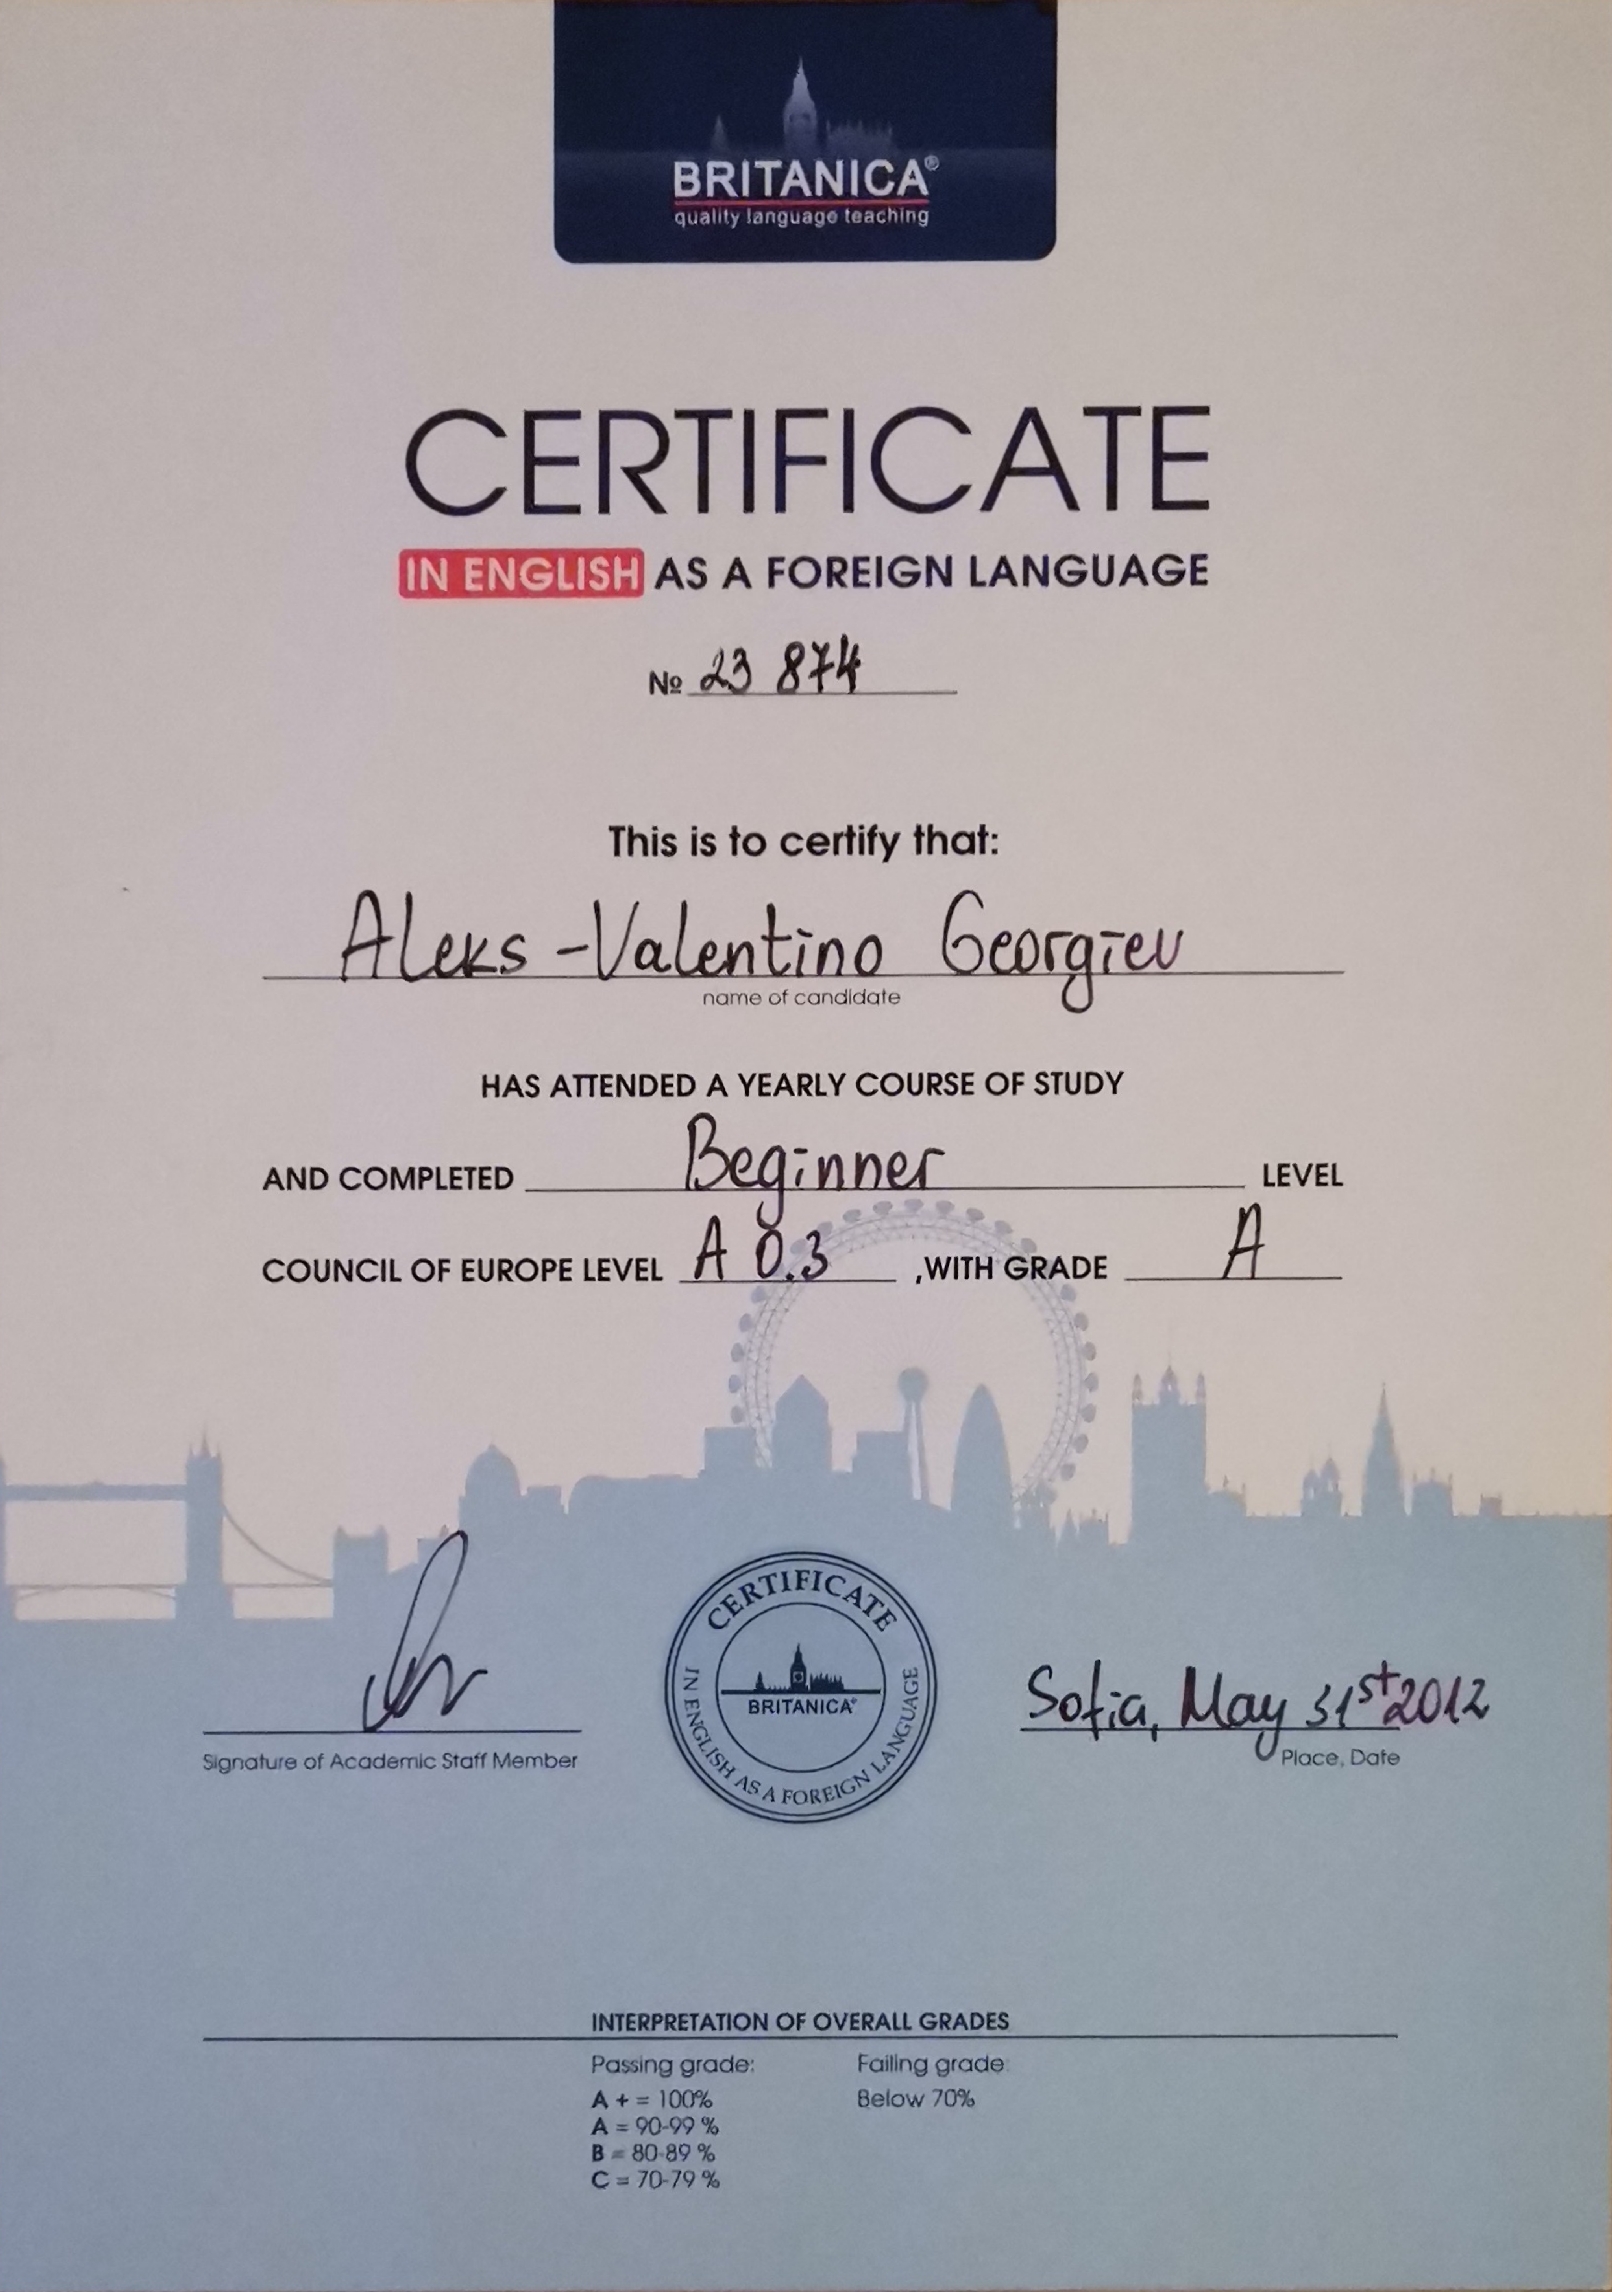 BRITANICA®
quality language teaching
CERTIFICATE
IN ENGLISH AS A FOREIGN LANGUAGE
№ 23 874
This is to certify that:
Aleks-Valentino Georgiev
name of candidate
HAS ATTENDED A YEARLY COURSE OF STUDY
AND COMPLETED Beginner LEVEL
COUNCIL OF EUROPE LEVEL A 0.3 ,WITH GRADE A
CERTIFICATE
BRITANICA®
IN ENGLISH AS A FOREIGN LANGUAGE
Sofia, May 31st 2012
Signature of Academic Staff Member
Place, Date
INTERPRETATION OF OVERALL GRADES
Passing grade: Failing grade:
A + = 100% Below 70%
A = 90-99 %
B = 80-89 %
C = 70-79 %